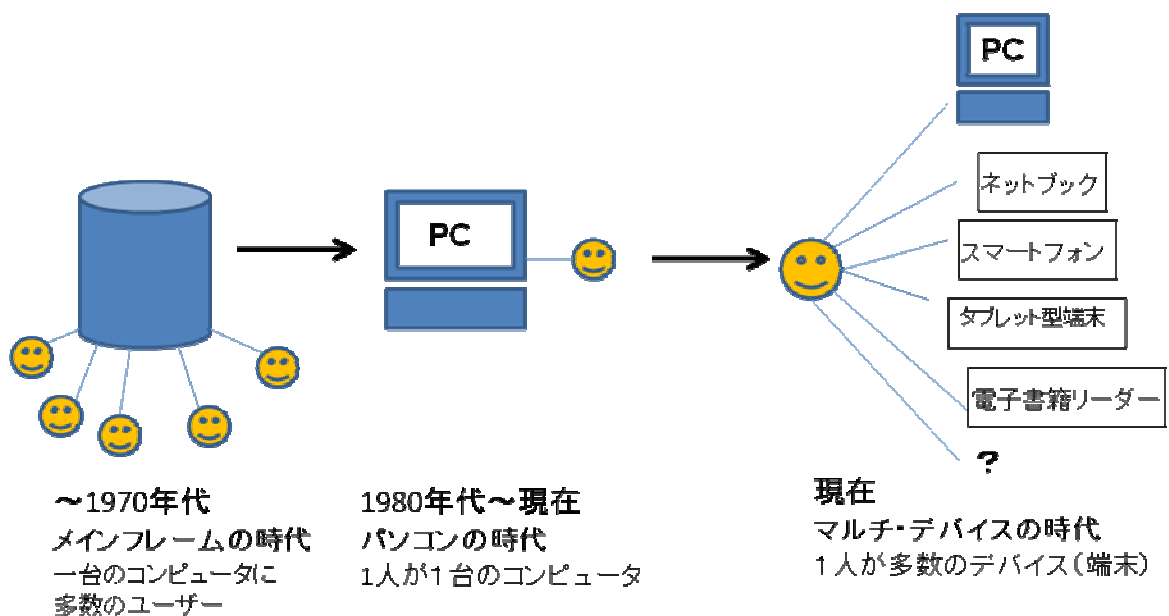 PC
ネットブック
スマートフォン
タブレット型端末
電子書籍リーダー
?
PC
～1970年代
メインフレームの時代
一台のコンピュータに
多数のユーザー
1980年代～現在
パソコンの時代
1人が1台のコンピュータ
現在
マルチ・デバイスの時代
1人が多数のデバイス(端末)